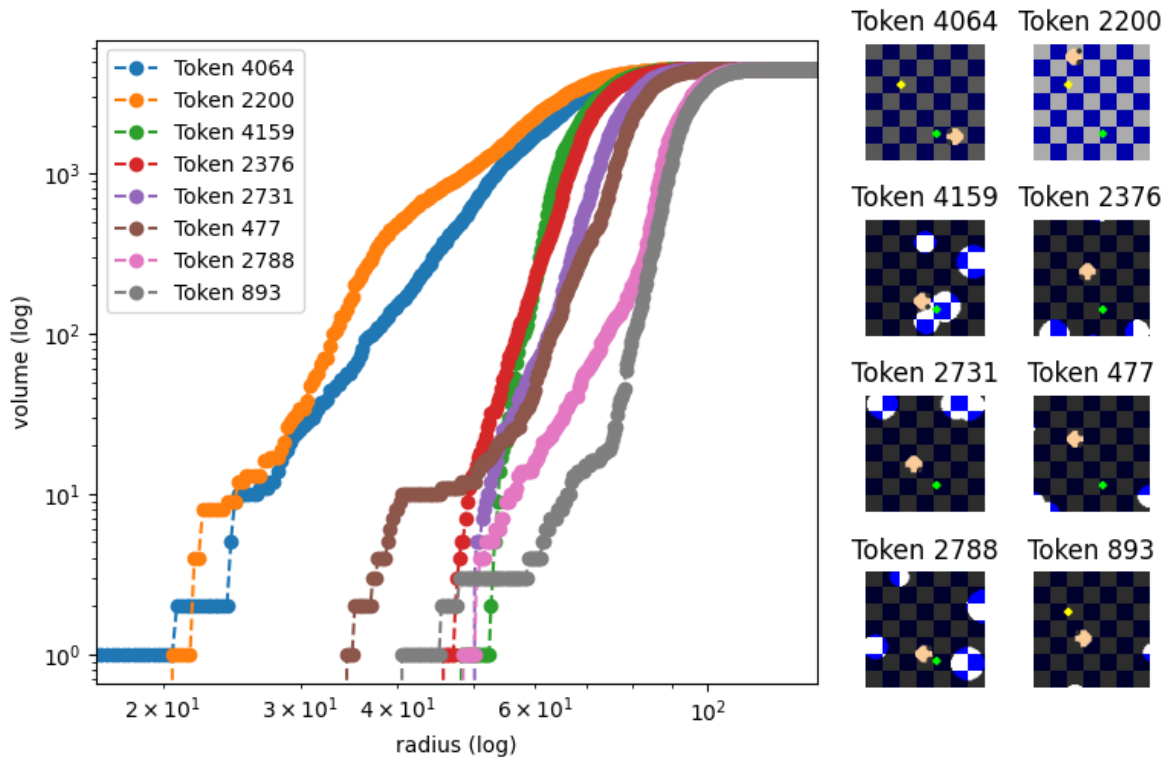 Token 4064
Token 2200
Token 4159
Token 2376
Token 2731
Token 477
Token 2788
Token 893
volume (log)
10³
10²
10¹
10⁰
2 × 10¹
3 × 10¹
4 × 10¹
6 × 10¹
10²
radius (log)
Token 4064
Token 2200
Token 4159
Token 2376
Token 2731
Token 477
Token 2788
Token 893